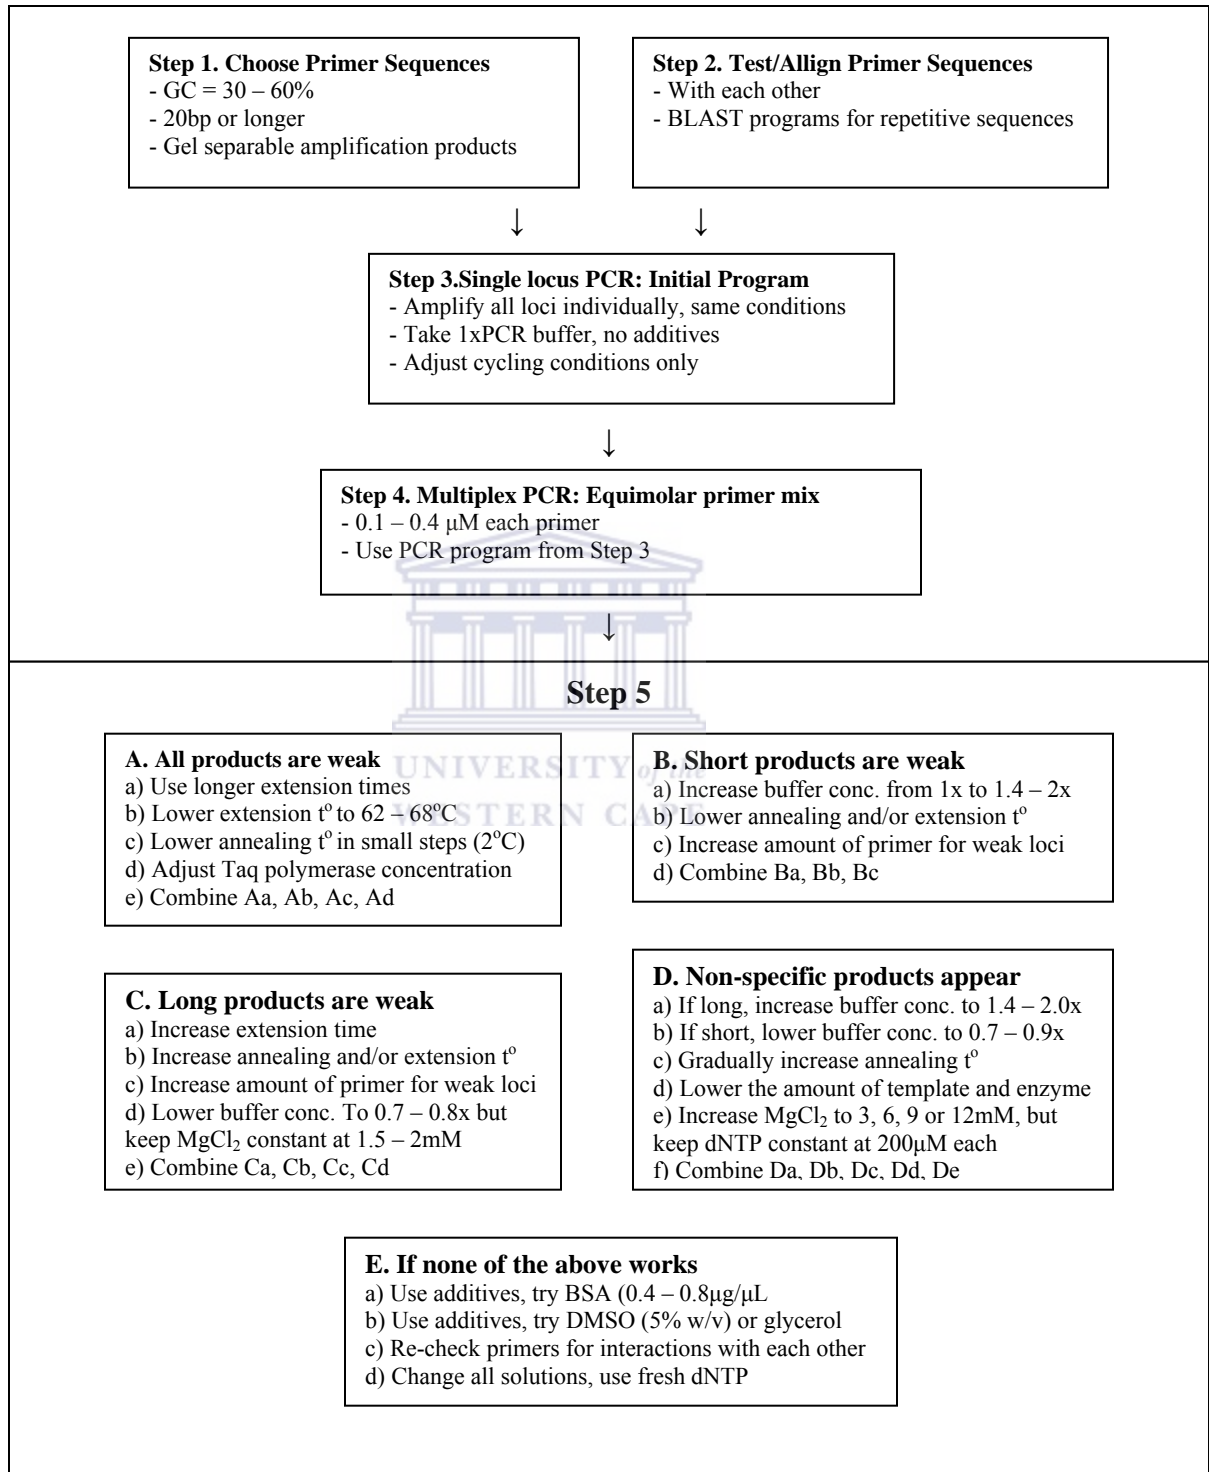 Step 1. Choose Primer Sequences
- GC = 30 – 60%
- 20bp or longer
- Gel separable amplification products
Step 2. Test/Allign Primer Sequences
- With each other
- BLAST programs for repetitive sequences
↓ ↓
Step 3.Single locus PCR: Initial Program
- Amplify all loci individually, same conditions
- Take 1xPCR buffer, no additives
- Adjust cycling conditions only
↓
Step 4. Multiplex PCR: Equimolar primer mix
- 0.1 – 0.4 μM each primer
- Use PCR program from Step 3
↓
Step 5
A. All products are weak
a) Use longer extension times
b) Lower extension tº to 62 – 68ºC
c) Lower annealing tº in small steps (2ºC)
d) Adjust Taq polymerase concentration
e) Combine Aa, Ab, Ac, Ad
B. Short products are weak
a) Increase buffer conc. from 1x to 1.4 – 2x
b) Lower annealing and/or extension tº
c) Increase amount of primer for weak loci
d) Combine Ba, Bb, Bc
UNIVERSITY of the
WESTERN CAPE
C. Long products are weak
a) Increase extension time
b) Increase annealing and/or extension tº
c) Increase amount of primer for weak loci
d) Lower buffer conc. To 0.7 – 0.8x but
keep MgCl₂ constant at 1.5 – 2mM
e) Combine Ca, Cb, Cc, Cd
D. Non-specific products appear
a) If long, increase buffer conc. to 1.4 – 2.0x
b) If short, lower buffer conc. to 0.7 – 0.9x
c) Gradually increase annealing tº
d) Lower the amount of template and enzyme
e) Increase MgCl₂ to 3, 6, 9 or 12mM, but
keep dNTP constant at 200μM each
f) Combine Da, Db, Dc, Dd, De
E. If none of the above works
a) Use additives, try BSA (0.4 – 0.8μg/μL
b) Use additives, try DMSO (5% w/v) or glycerol
c) Re-check primers for interactions with each other
d) Change all solutions, use fresh dNTP